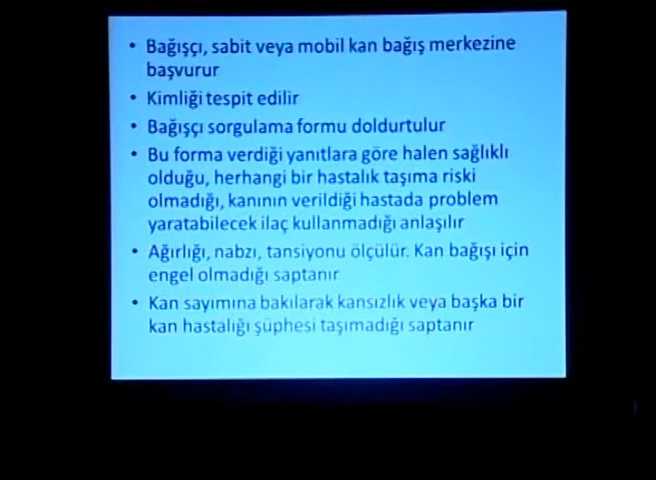 • Bağışçı, sabit veya mobil kan bağış merkezine
başvurur
• Kimliği tespit edilir
• Bağışçı sorgulama formu doldurtulur
• Bu forma verdiği yanıtlara göre halen sağlıklı
olduğu, herhangi bir hastalık taşıma riski
olmadığı, kanının verildiği hastada problem
yaratabilecek ilaç kullanmadığı anlaşılır
• Ağırlığı, nabzı, tansiyonu ölçülür. Kan bağışı için
engel olmadığı saptanır
• Kan sayımına bakılarak kansızlık veya başka bir
kan hastalığı şüphesi taşımadığı saptanır